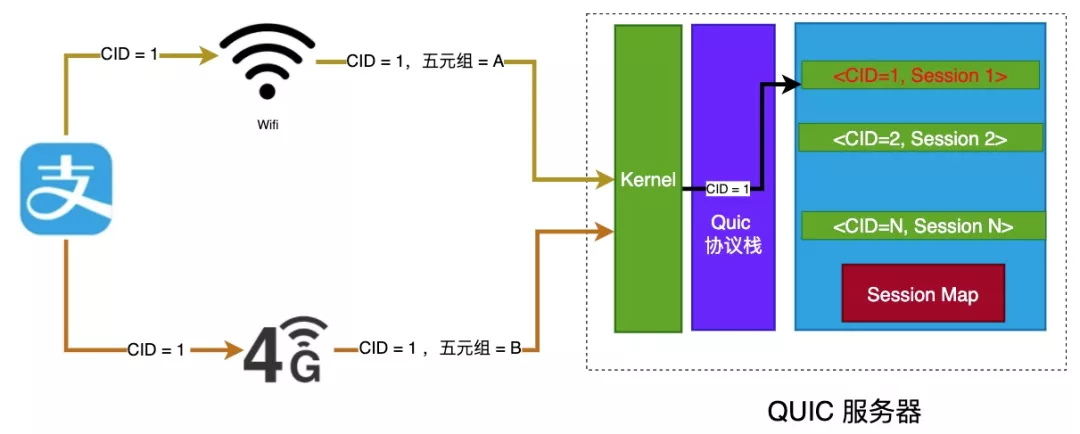 CID = 1
Wifi
CID = 1，五元组 = A
支
CID = 1
4G
CID = 1 ，五元组 = B
Kernel
CID = 1
Quic
协议栈
<CID=1, Session 1>
<CID=2, Session 2>
<CID=N, Session N>
Session Map
QUIC 服务器